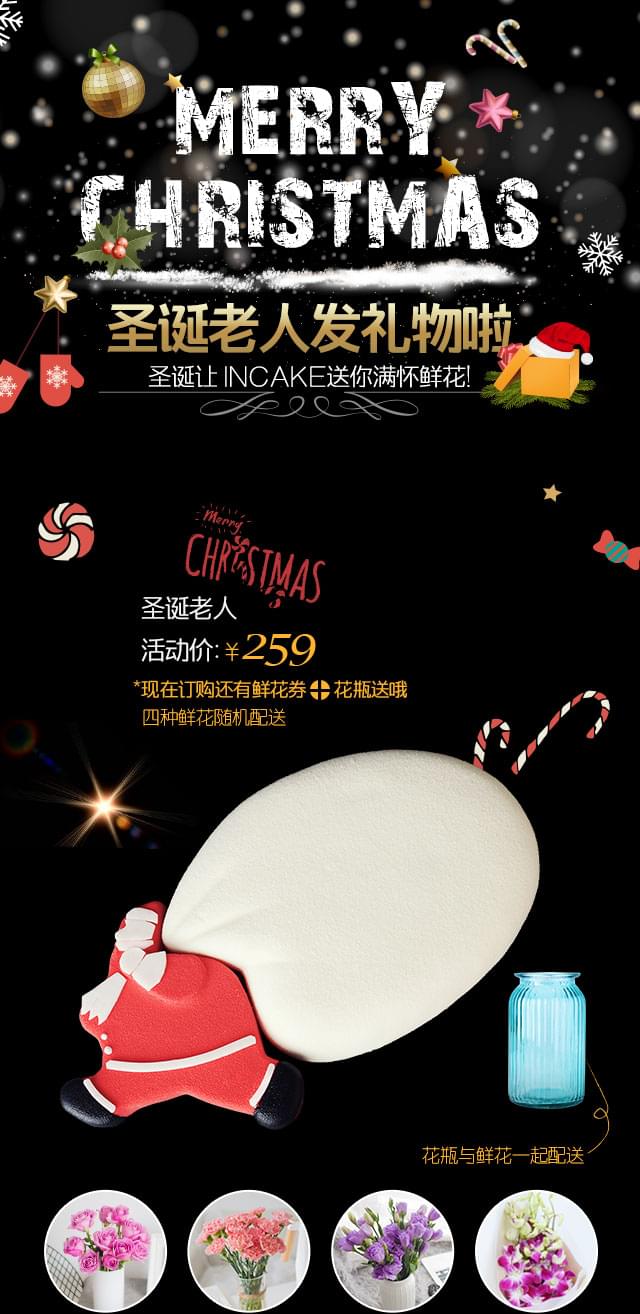 MERRY
CHRISTMAS
圣诞老人发礼物啦
圣诞让 INCAKE送你满怀鲜花!
Merry
CHRISTMAS
圣诞老人
活动价:¥259
*现在订购还有鲜花券+花瓶送哦
四种鲜花随机配送
花瓶与鲜花一起配送